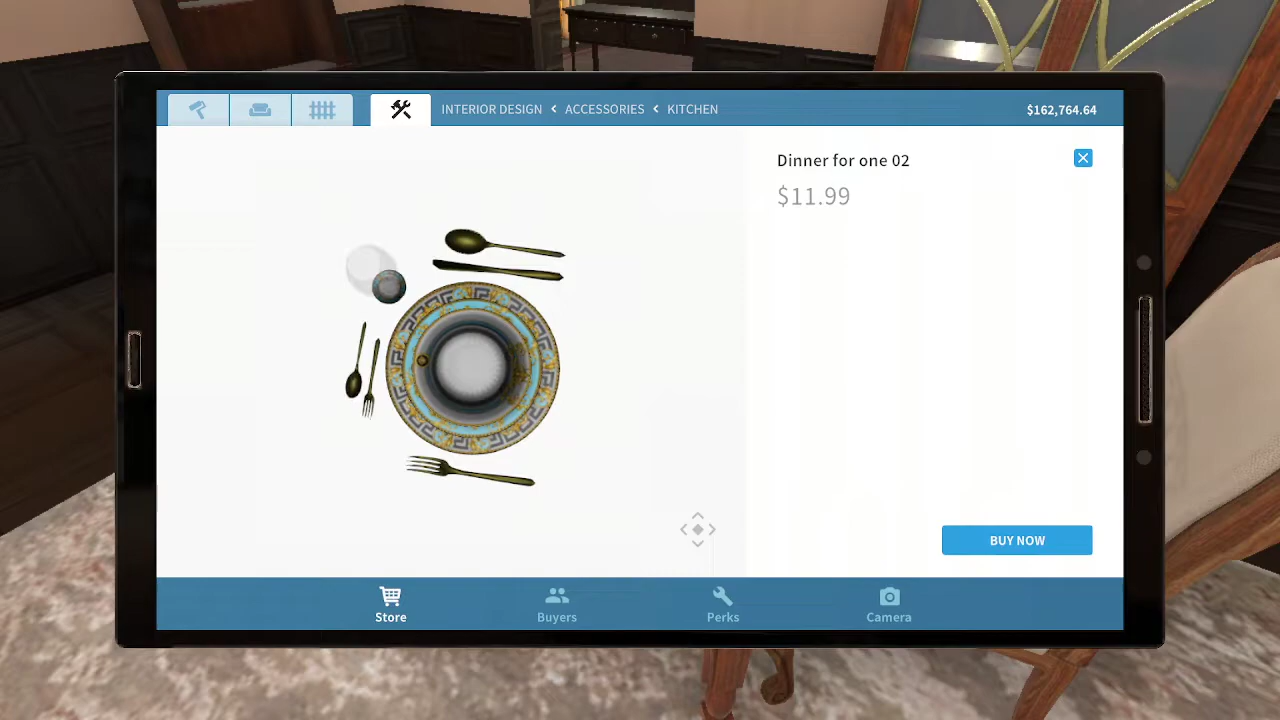 INTERIOR DESIGN < ACCESSORIES < KITCHEN
$162,764.64
Dinner for one 02
$11.99
BUY NOW
Store
Buyers
Perks
Camera